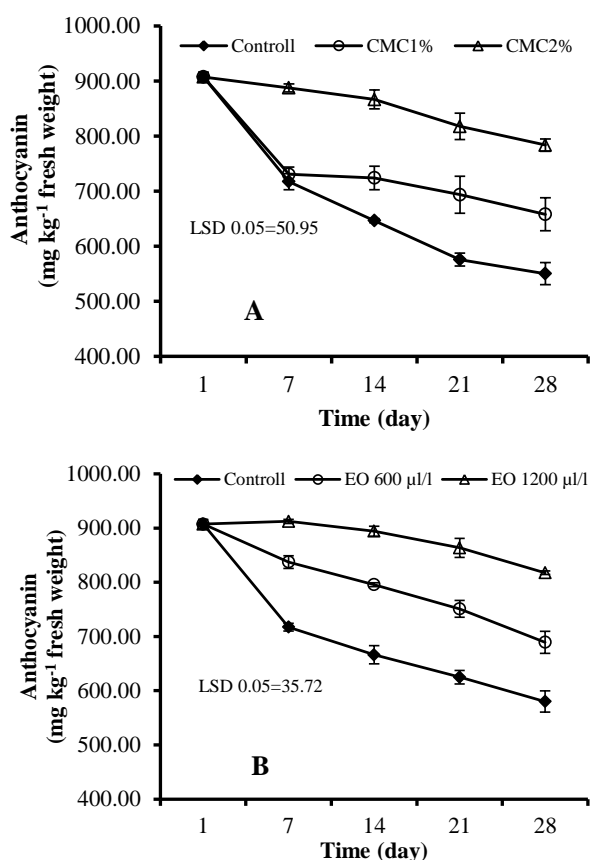 1000.00
Controll CMC1% CMC2%
900.00
800.00
700.00
600.00
500.00
400.00
Anthocyanin
(mg kg⁻¹ fresh weight)
LSD 0.05=50.95
A
1 7 14 21 28
Time (day)
1000.00
Controll EO 600 µl/l EO 1200 µl/l
900.00
800.00
700.00
600.00
500.00
400.00
Anthocyanin
(mg kg⁻¹ fresh weight)
LSD 0.05=35.72
B
1 7 14 21 28
Time (day)